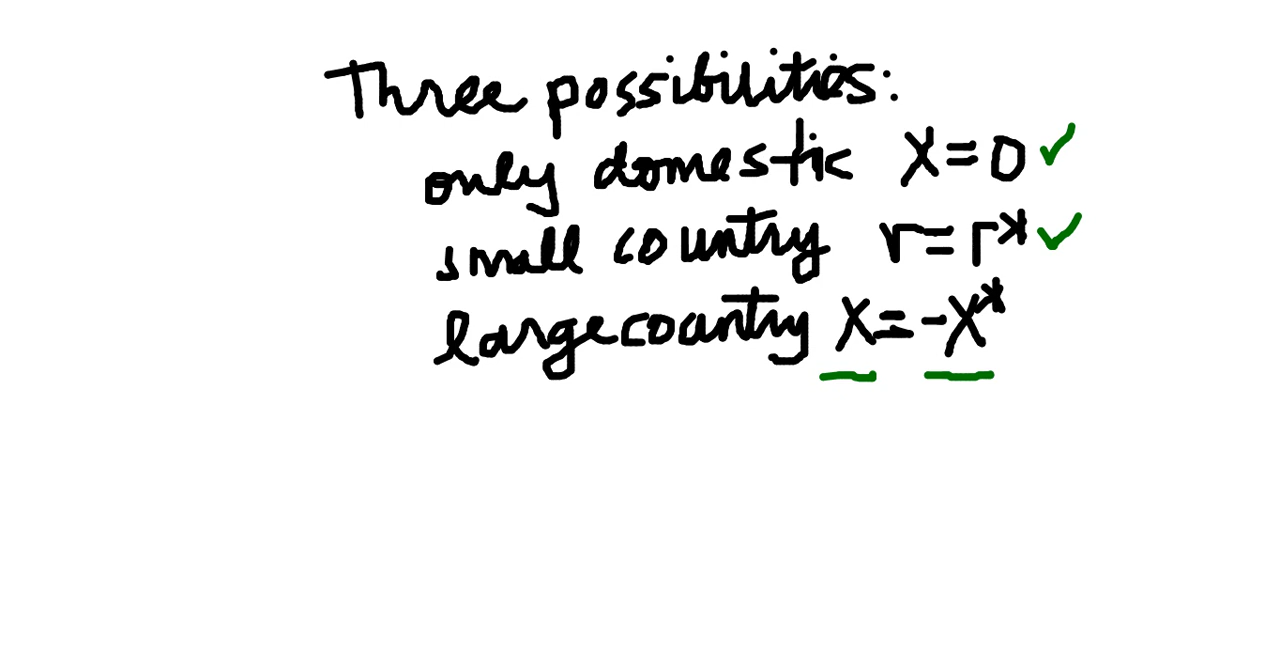 Three possibilities:
only domestic X=0 ✓
small country r=r* ✓
large country X=-X*